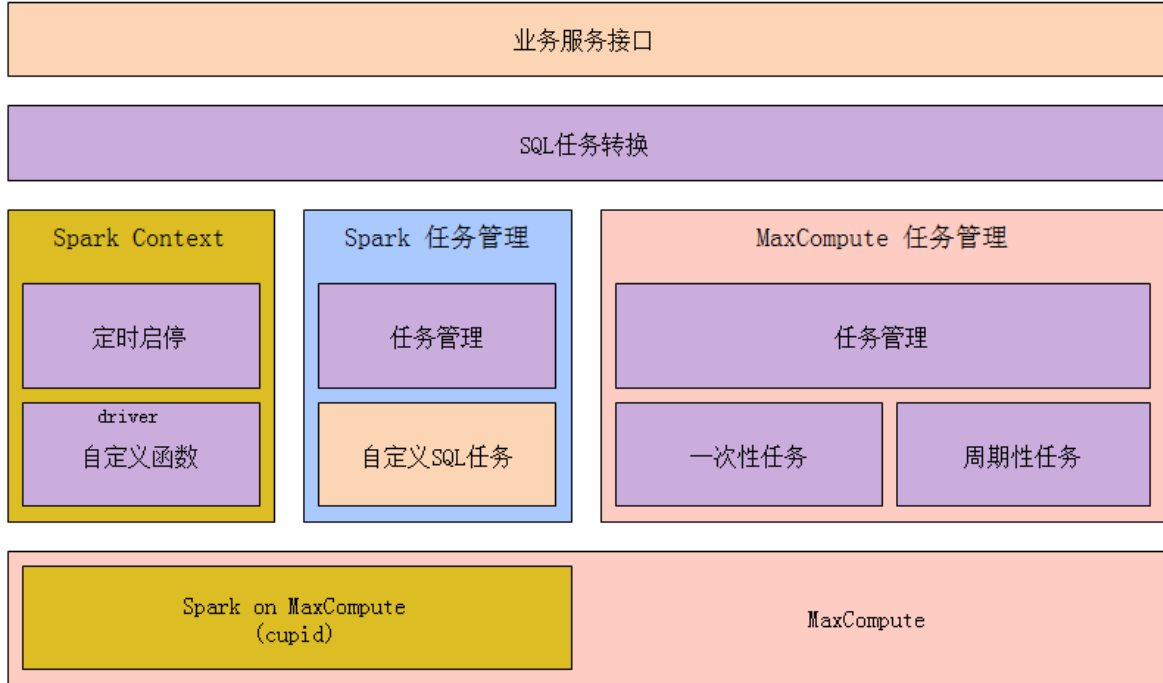 业务服务接口
SQL任务转换
Spark Context
定时启停
driver
自定义函数
Spark 任务管理
任务管理
自定义SQL任务
MaxCompute 任务管理
任务管理
一次性任务
周期性任务
Spark on MaxCompute
(cupid)
MaxCompute